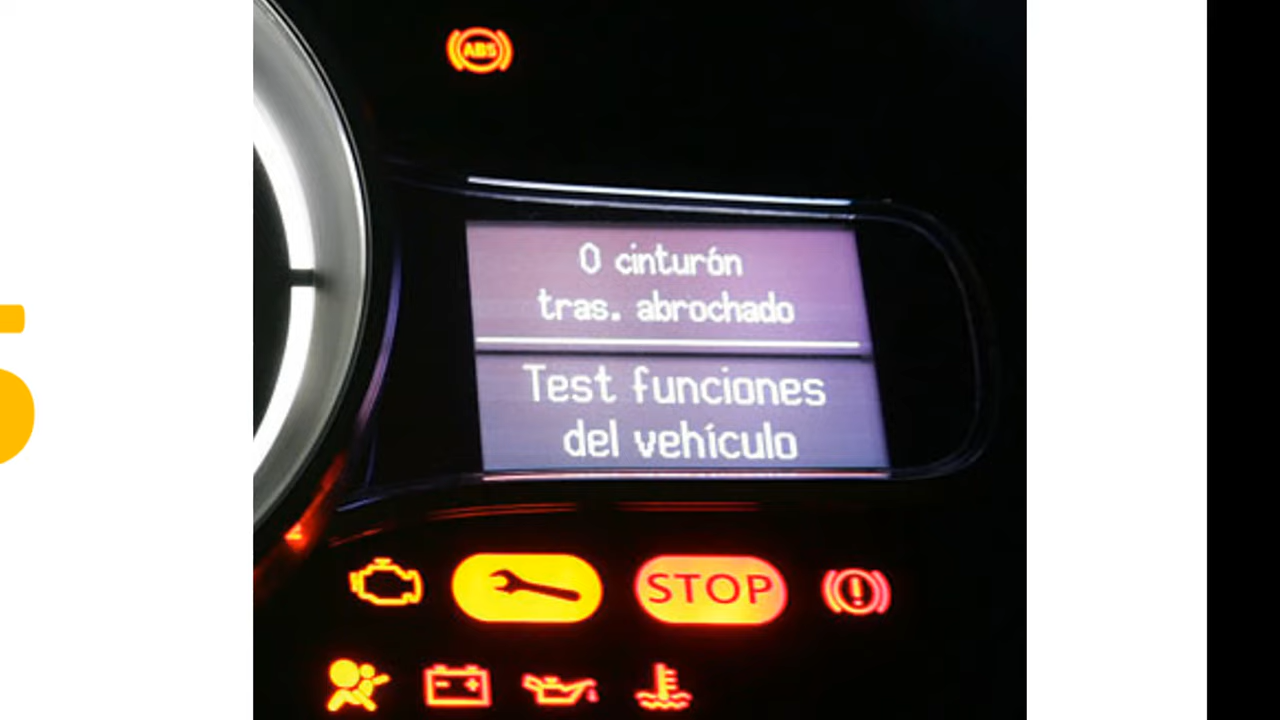 ABS
0 cinturón
tras. abrochado
Test funciones
del vehículo
STOP